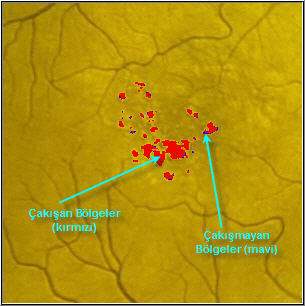 Çakışan Bölgeler
(kırmızı)
Çakışmayan
Bölgeler (mavi)